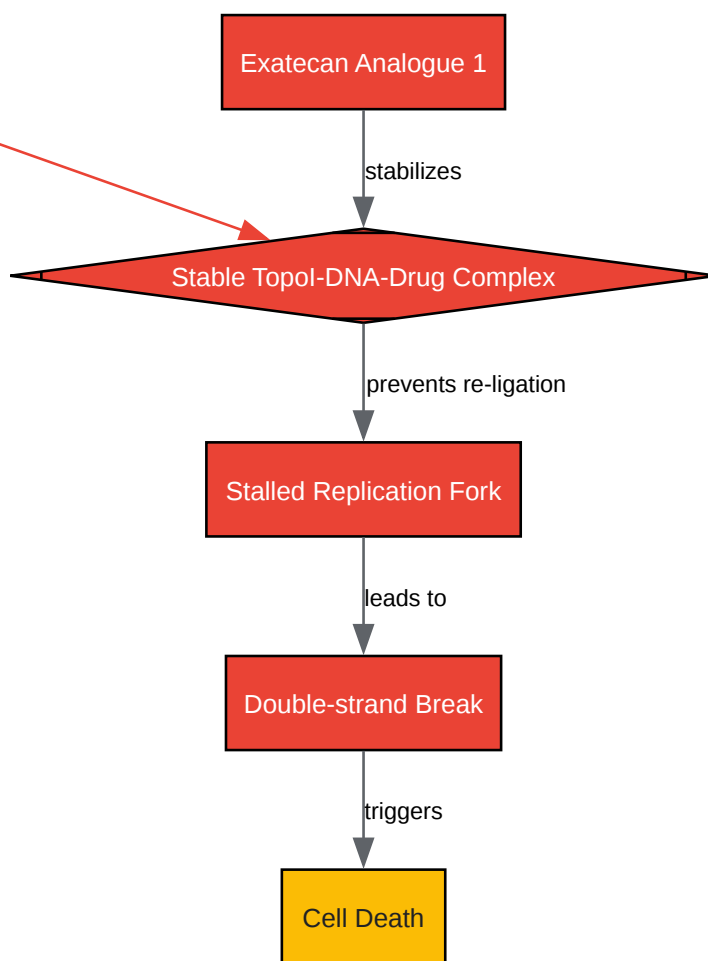 Exatecan Analogue 1
stabilizes
Stable TopoI-DNA-Drug Complex
prevents re-ligation
Stalled Replication Fork
leads to
Double-strand Break
triggers
Cell Death